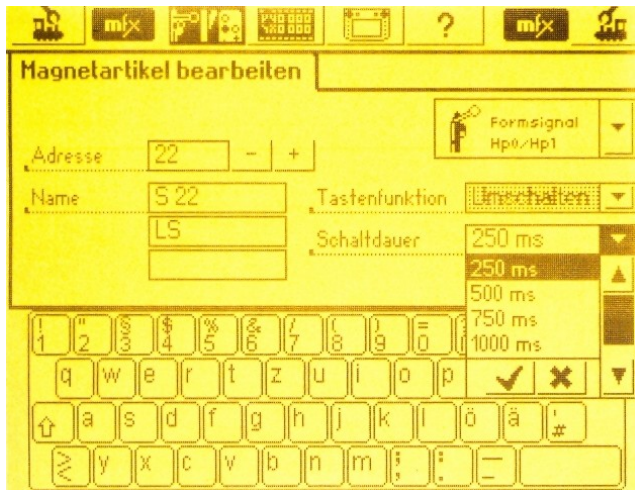 mfx ? mfx
Magnetartikel bearbeiten
Formsignal
Hp0/Hp1
Adresse 22 - +
Name S 22 Tastenfunktion Umschalten
LS Schaltdauer 250 ms
250 ms
500 ms
750 ms
1000 ms
! " § $ % & / ( ) =
1 2 3 4 5 6 7 8 9 0
q w e r t z u i o p
a s d f g h j k l ö ä '
#
> < y x c v b n m ; : _